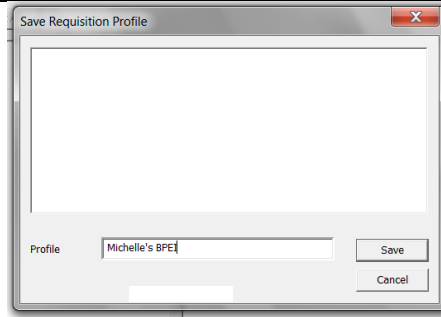 Save Requisition Profile
Profile
Michelle's BPEI
Save
Cancel